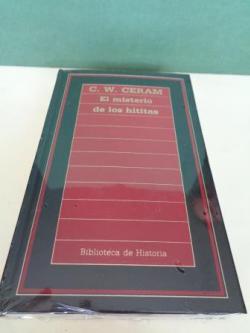 C. W. CERAM
El misterio
de los hititas
Biblioteca de Historia